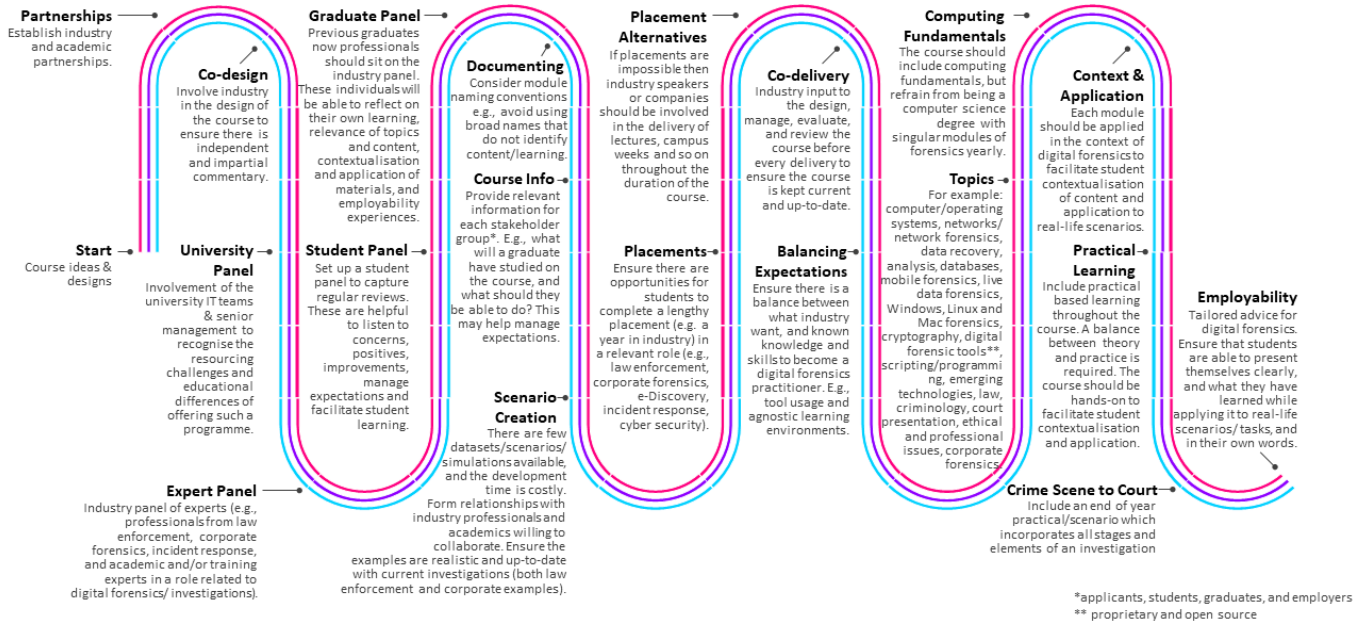 Partnerships
Establish industry
and academic
partnerships.
Start
Course ideas &
designs
Co-design
Involve industry
in the design of
the course to
ensure there is
independent
and impartial
commentary.
University
Panel
Involvement of the
university IT teams
& senior
management to
recognise the
resourcing
challenges and
educational
differences of
offering such a
programme.
Expert Panel
Industry panel of experts (e.g.,
professionals from law
enforcement, corporate
forensics, incident response,
and academic and/or training
experts in a role related to
digital forensics/ investigations).
Graduate Panel
Previous graduates
now professionals
should sit on the
industry panel.
These individuals will
be able to reflect on
their own learning,
relevance of topics
and content,
contextualisation
and application of
materials, and
employability
experiences.
Student Panel
Set up a student
panel to capture
regular reviews.
These are helpful
to listen to
concerns,
positives,
improvements,
manage
expectations and
facilitate student
learning.
Documenting
Consider module
naming conventions
e.g., avoid using
broad names that
do not identify
content/learning.
Course Info
Provide relevant
information for
each stakeholder
group*. E.g., what
will a graduate
have studied on
the course, and
what should they
be able to do? This
may help manage
expectations.
Scenario
Creation
There are few
datasets/scenarios/
simulations available,
and the development
time is costly.
Form relationships with
industry professionals and
academics willing to
collaborate. Ensure the
examples are realistic and up-to-date
with current investigations (both law
enforcement and corporate examples).
Placement
Alternatives
If placements are
impossible then
industry speakers
or companies
should be involved
in the delivery of
lectures, campus
weeks and so on
throughout the
duration of the
course.
Placements
Ensure there are
opportunities for
students to
complete a lengthy
placement (e.g. a
year in industry) in
a relevant role (e.g.,
law enforcement,
corporate forensics,
e-Discovery,
incident response,
cyber security).
Co-delivery
Industry input to
the design,
manage, evaluate,
and review the
course before
every delivery to
ensure the course
is kept current
and up-to-date.
Balancing
Expectations
Ensure there is a
balance between
what industry
want, and known
knowledge and
skills to become a
digital forensics
practitioner. E.g.,
tool usage and
agnostic learning
environments.
Computing
Fundamentals
The course should
include computing
fundamentals, but
refrain from being a
computer science
degree with
singular modules of
forensics yearly.
Topics
For example:
computer/operating
systems, networks/
network forensics,
data recovery,
analysis, databases,
mobile forensics, live
data forensics,
Windows, Linux and
Mac forensics,
cryptography, digital
forensic tools**,
scripting/programmi
ng, emerging
technologies, law,
criminology, court
presentation, ethical
and professional
issues, corporate
forensics
Context &
Application
Each module
should be applied
in the context of
digital forensics to
facilitate student
contextualisation
of content and
application to
real-life scenarios.
Practical
Learning
Include practical
based learning
throughout the
course. A balance
between theory
and practice is
required. The
course should be
hands-on to
facilitate student
contextualisation
and application.
Crime Scene to Court
Include an end of year
practical/scenario which
incorporates all stages and
elements of an investigation
Employability
Tailored advice for
digital forensics.
Ensure that students
are able to present
themselves clearly,
and what they have
learned while
applying it to real-life
scenarios/ tasks, and
in their own words.
*applicants, students, graduates, and employers
** proprietary and open source